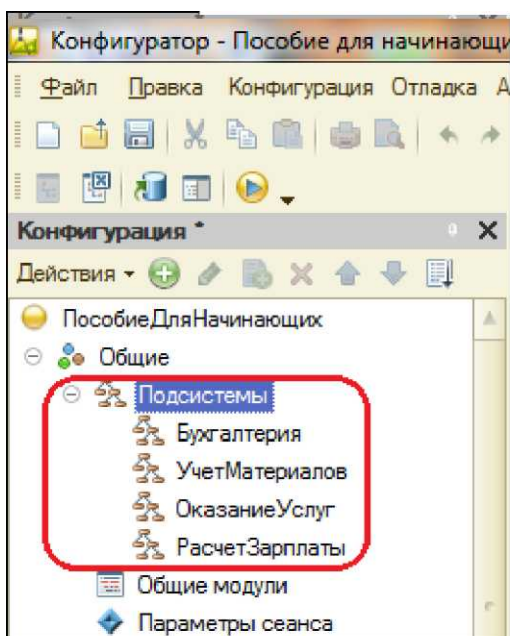 Конфигуратор - Пособие для начинающи
Файл Правка Конфигурация Отладка А
Конфигурация *
Действия
ПособиеДляНачинающих
Общие
Подсистемы
Бухгалтерия
УчетМатериалов
ОказаниеУслуг
РасчетЗарплаты
Общие модули
Параметры сеанса